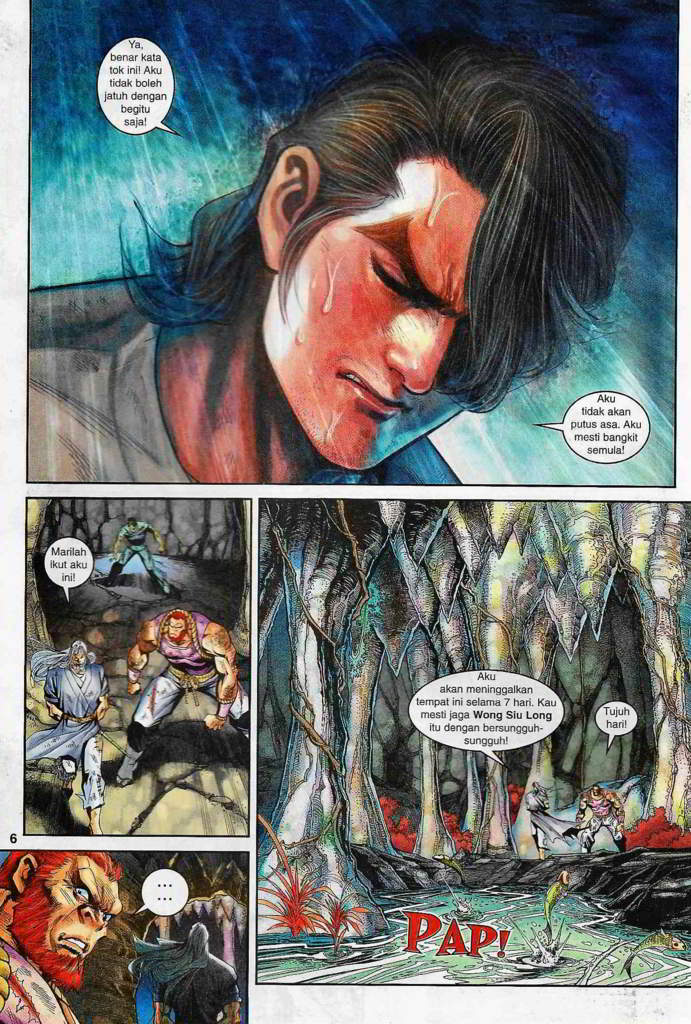 Ya,
benar kata
tok ini! Aku
tidak boleh
jatuh dengan
begitu
saja!
Aku
tidak akan
putus asa. Aku
mesti bangkit
semula!
Marilah
ikut aku
ini!
Aku
akan meninggalkan
tempat ini selama 7 hari. Kau
mesti jaga Wong Siu Long
itu dengan bersungguh-
sungguh!
Tujuh
hari!
PAP!
6
...
...